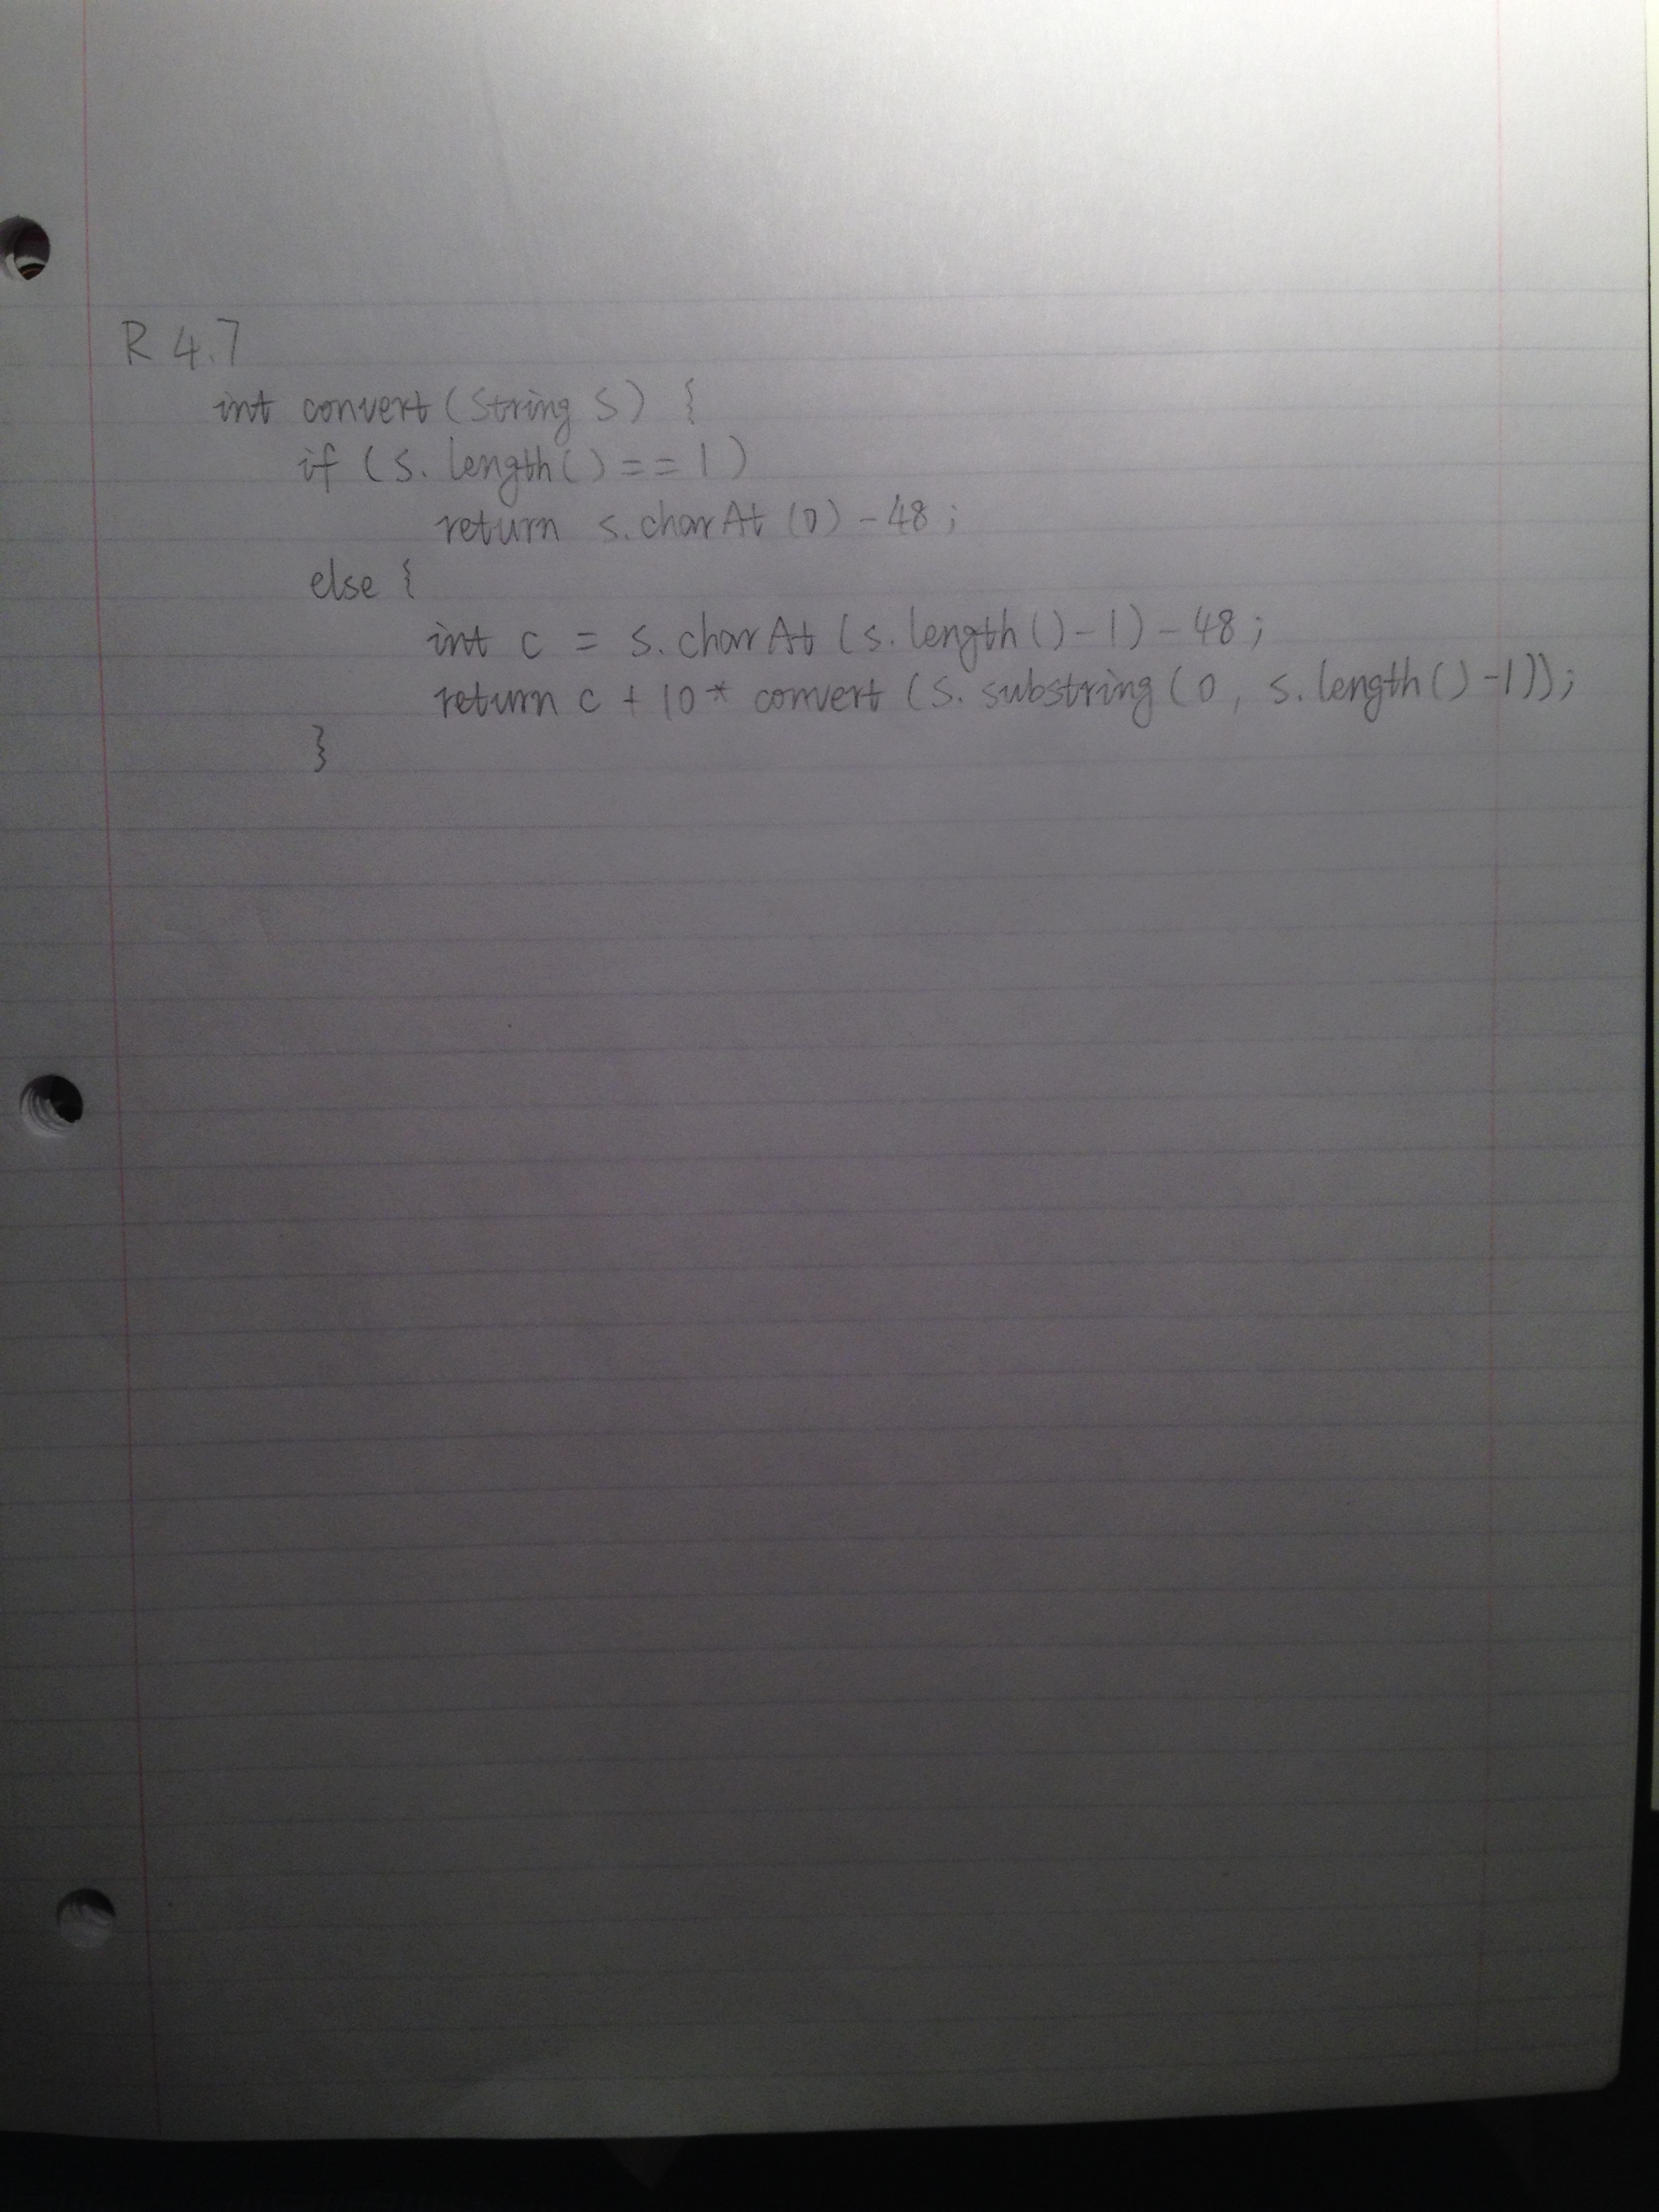 R 4.7
int convert (String S) {
if (s. length() == 1)
return s.charAt (0) - 48;
else {
int c = s. charAt (s. length () - 1) - 48;
return c + 10 * convert (s. substring (0, s. length () - 1));
}